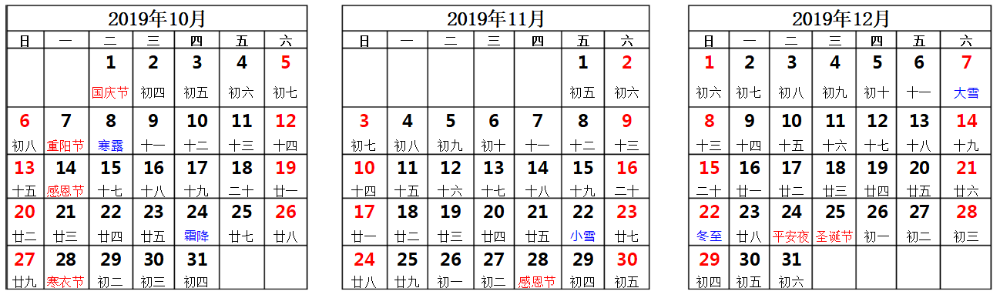 2019年10月
日 一 二 三 四 五 六
1 2 3 4 5
国庆节 初四 初五 初六 初七
6 7 8 9 10 11 12
初八 重阳节 寒露 十一 十二 十三 十四
13 14 15 16 17 18 19
十五 感恩节 十七 十八 十九 二十 廿一
20 21 22 23 24 25 26
廿二 廿三 廿四 廿五 霜降 廿七 廿八
27 28 29 30 31
廿九 寒衣节 初二 初三 初四
2019年11月
日 一 二 三 四 五 六
1 2
初五 初六
3 4 5 6 7 8 9
初七 初八 初九 初十 十一 十二 十三
10 11 12 13 14 15 16
十四 十五 十六 十七 十八 十九 二十
17 18 19 20 21 22 23
廿一 廿二 廿三 廿四 廿五 小雪 廿七
24 25 26 27 28 29 30
廿八 廿九 初一 初二 感恩节 初四 初五
2019年12月
日 一 二 三 四 五 六
1 2 3 4 5 6 7
初六 初七 初八 初九 初十 十一 大雪
8 9 10 11 12 13 14
十三 十四 十五 十六 十七 十八 十九
15 16 17 18 19 20 21
二十 廿一 廿二 廿三 廿四 廿五 廿六
22 23 24 25 26 27 28
冬至 廿八 平安夜 圣诞节 初一 初二 初三
29 30 31
初四 初五 初六